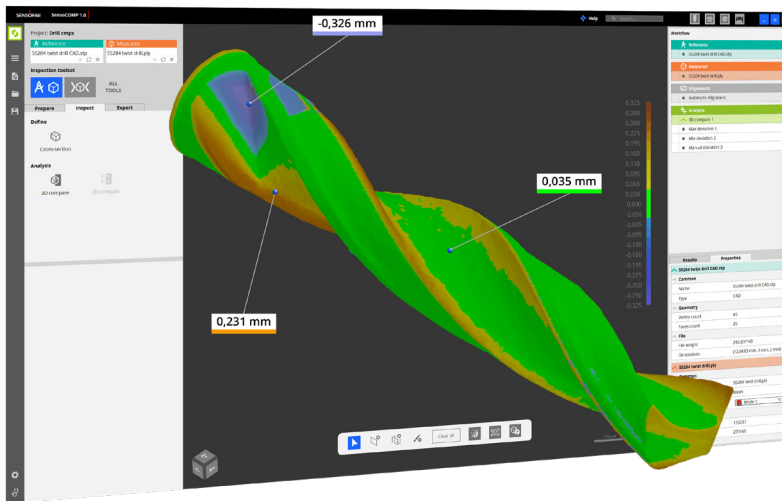 SENSOFAR SensoCOMP 1.0
Help
Search...
Project: Drill.cmpx
Reference
Measured
55284 twist drill CAD.stp
55284 twist drill.ply
Inspection toolset
ALL
TOOLS
Prepare
Inspect
Export
Define
Cross-section
Analysis
3D compare
2D compare
-0,326 mm
0,035 mm
0,231 mm
0,325
0,290
0,260
0,225
0,195
0,160
0,130
0,095
0,065
0,030
0,000
-0,030
-0,065
-0,095
-0,130
-0,160
-0,195
-0,225
-0,260
-0,290
-0,325
Clear all
Workflow
Reference
55284 twist drill CAD.stp
Measured
55284 twist drill.ply
Alignments
Automatic Alignment
Analysis
3D compare 1
Max deviation 1
Min deviation 2
Manual deviation 3
Results
Properties
55284 twist drill CAD.stp
Common
Name
55284 twist drill CAD.stp
Type
CAD
Geometry
Vertex count
45
Faces count
File
File weight
Dimensions
55284 twist drill.ply
55284 twist drill.ply
Mesh